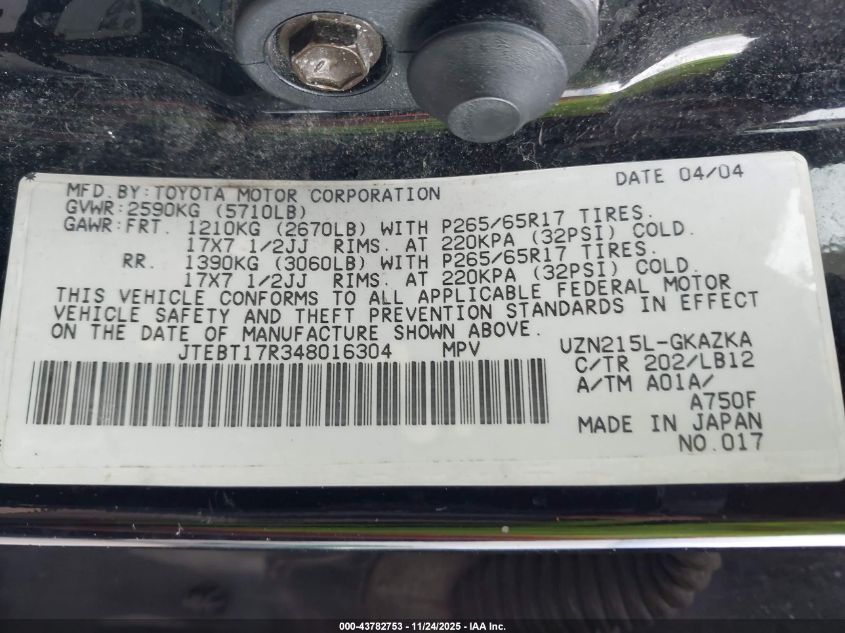 MFD. BY: TOYOTA MOTOR CORPORATION DATE 04/04
GVWR: 2590KG (5710LB)
GAWR: FRT. 1210KG (2670LB) WITH P265/65R17 TIRES.
17X7 1/2JJ RIMS. AT 220KPA (32PSI) COLD.
RR. 1390KG (3060LB) WITH P265/65R17 TIRES.
17X7 1/2JJ RIMS. AT 220KPA (32PSI) COLD.
THIS VEHICLE CONFORMS TO ALL APPLICABLE FEDERAL MOTOR
VEHICLE SAFETY AND THEFT PREVENTION STANDARDS IN EFFECT
ON THE DATE OF MANUFACTURE SHOWN ABOVE.
JTEBT17R348016304 MPV UZN215L-GKAZKA
C/TR 202/LB12
A/TM A01A/
A750F
MADE IN JAPAN
NO.017
000-43782753 - 11/24/2025 - IAA Inc.